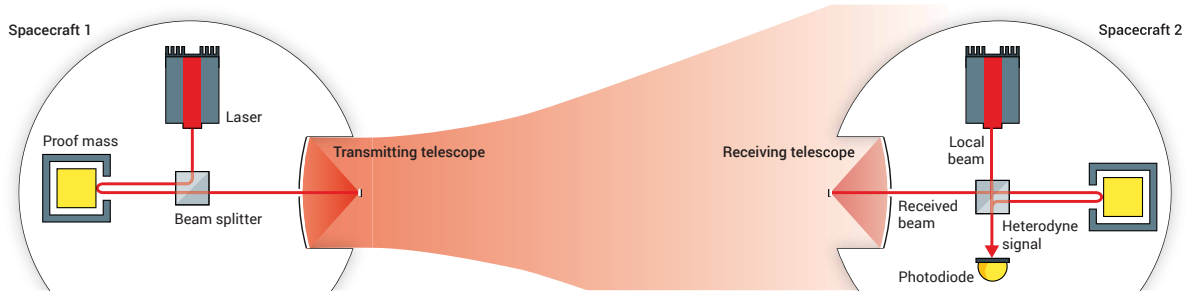 Spacecraft 1
Spacecraft 2
Laser
Proof mass
Beam splitter
Transmitting telescope
Receiving telescope
Local
beam
Received
beam
Heterodyne
signal
Photodiode